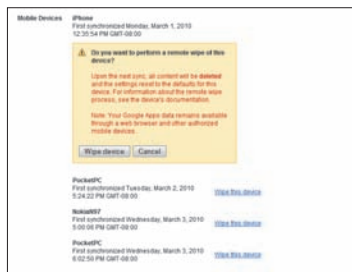 Mobile Devices
iPhone
First synchronized Monday, March 1, 2010
12:35:54 PM GMT-08:00
Do you want to perform a remote wipe of this
device?
Upon the next sync, all content will be deleted
and the settings reset to the defaults for this
device. For information about the remote wipe
process, see the device's documentation.
Note: Your Google Apps data remains available
through a web browser and other authorized
mobile devices.
Wipe device Cancel
PocketPC
First synchronized Tuesday, March 2, 2010
5:24:22 PM GMT-08:00 Wipe this device
NokiaN97
First synchronized Wednesday, March 3, 2010
5:00:06 PM GMT-08:00 Wipe this device
PocketPC
First synchronized Wednesday, March 3, 2010
6:02:50 PM GMT-08:00 Wipe this device